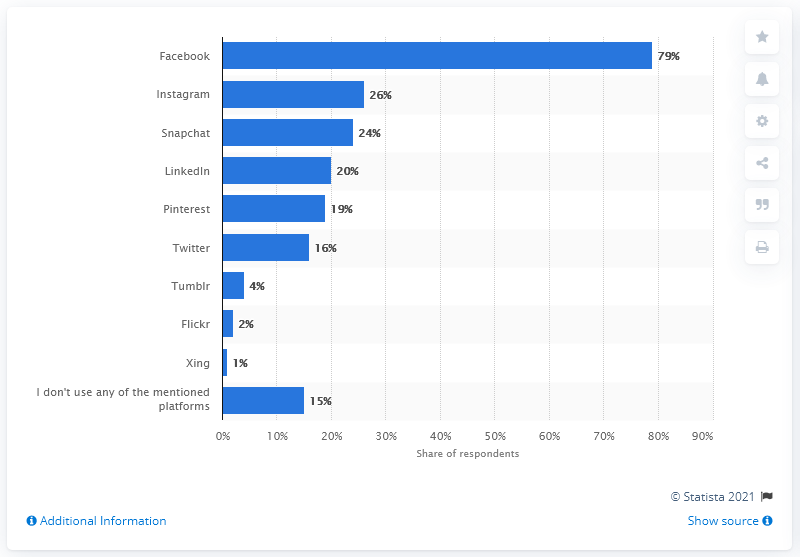 Facebook 79%
Instagram 26%
Snapchat 24%
LinkedIn 20%
Pinterest 19%
Twitter 16%
Tumblr 4%
Flickr 2%
Xing 1%
I don't use any of the mentioned
platforms 15%
0% 10% 20% 30% 40% 50% 60% 70% 80% 90%
Share of respondents
© Statista 2021
Additional Information
Show source